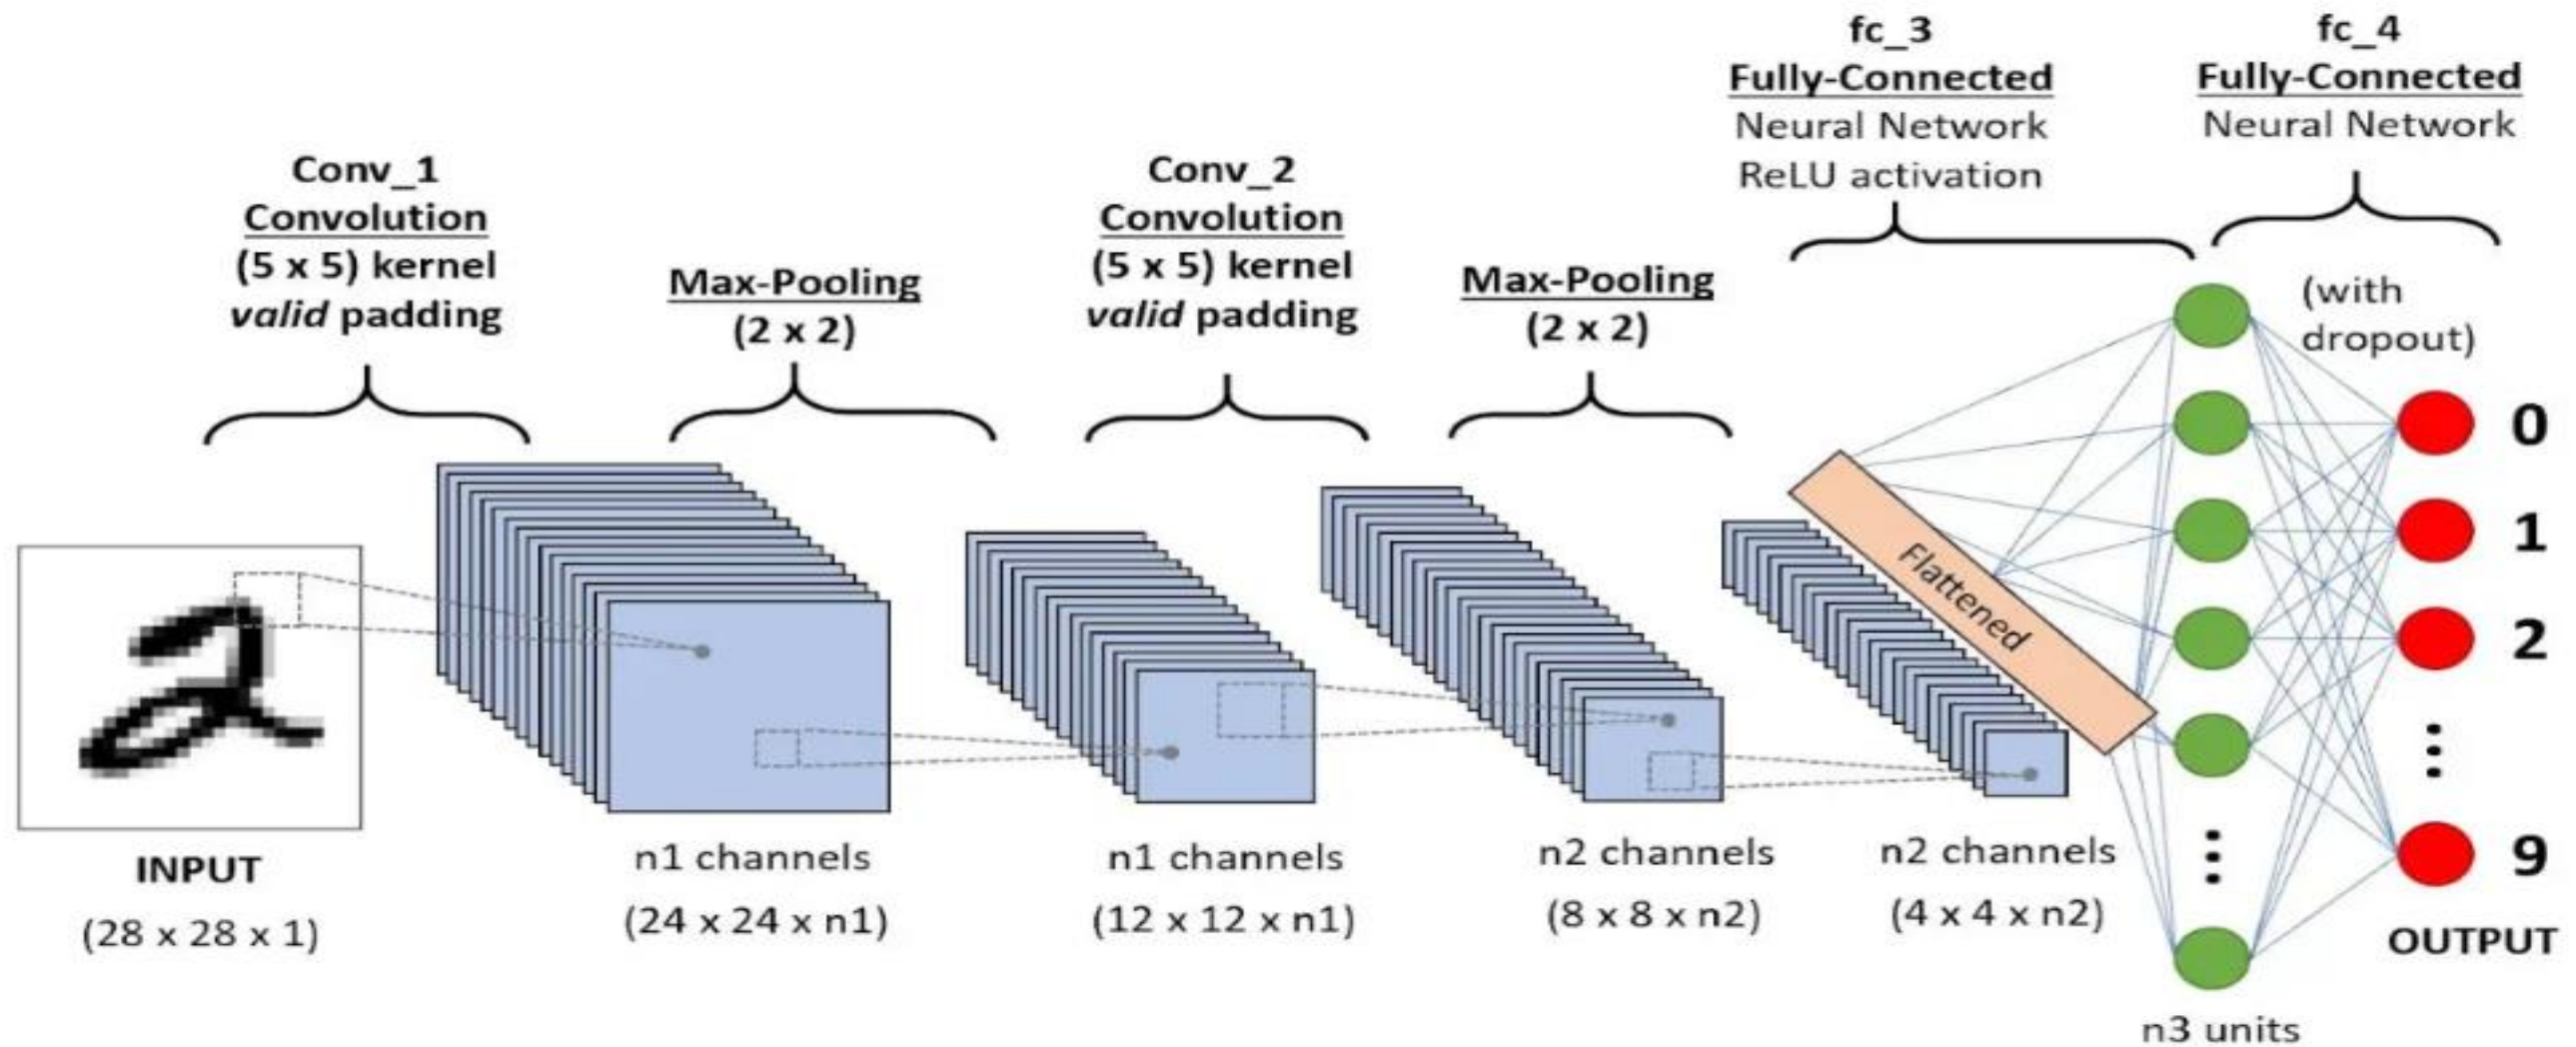 Conv_1
Convolution
(5 x 5) kernel
valid padding
Max-Pooling
(2 x 2)
Conv_2
Convolution
(5 x 5) kernel
valid padding
Max-Pooling
(2 x 2)
fc_3
Fully-Connected
Neural Network
ReLU activation
fc_4
Fully-Connected
Neural Network
(with
dropout)
Flattened
0
1
2
9
OUTPUT
INPUT
(28 x 28 x 1)
n1 channels
(24 x 24 x n1)
n1 channels
(12 x 12 x n1)
n2 channels
(8 x 8 x n2)
n2 channels
(4 x 4 x n2)
n3 units